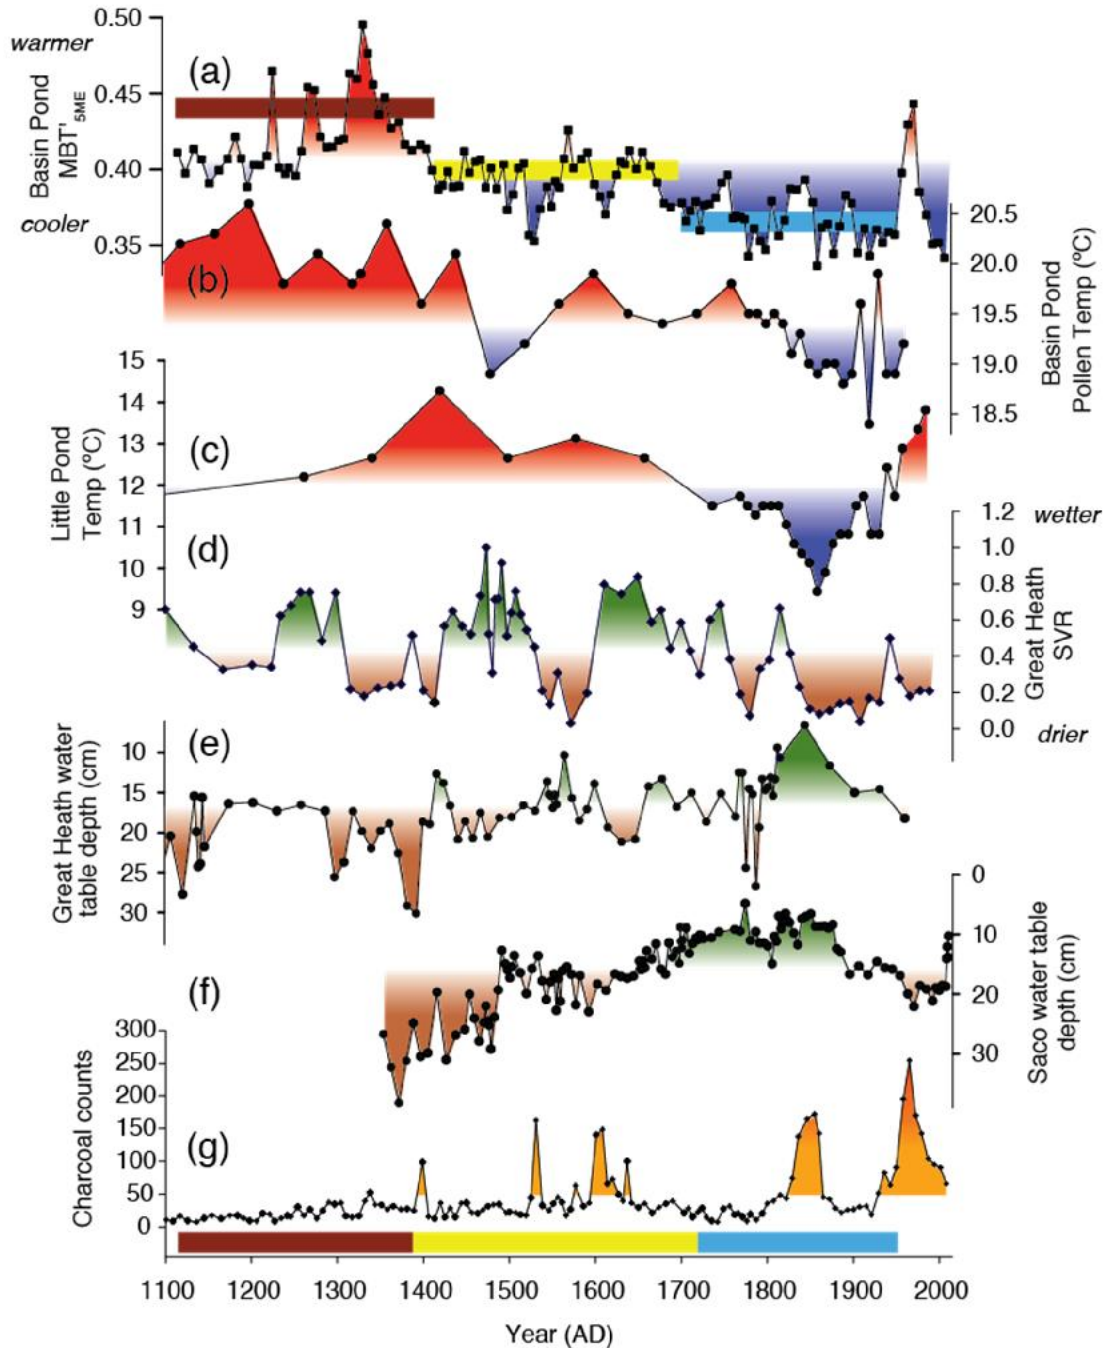 0.50
warmer
(a)
0.45
Basin Pond
MBT'5ME
0.40
cooler
0.35
20.5
(b)
20.0
19.5
Basin Pond
Pollen Temp (ºC)
19.0
18.5
15
14
13
(c)
Little Pond
Temp (ºC)
12
11
10
9
1.2
wetter
1.0
(d)
0.8
Great Heath
SVR
0.6
0.4
0.2
0.0
drier
(e)
10
15
Great Heath water
table depth (cm)
20
25
30
0
10
(f)
Saco water table
depth (cm)
20
30
300
250
200
Charcoal counts
150
(g)
100
50
0
1100 1200 1300 1400 1500 1600 1700 1800 1900 2000
Year (AD)